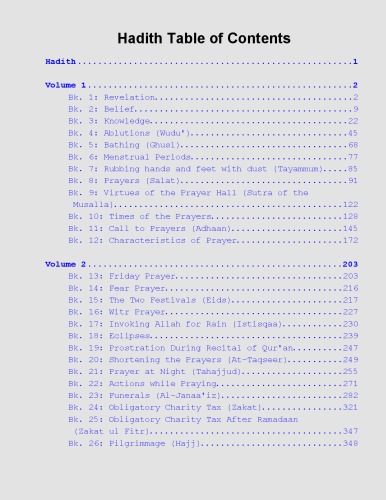 Hadith Table of Contents
Hadith.....................................................1
Volume 1...................................................2
Bk. 1: Revelation.......................................2
Bk. 2: Belief...........................................9
Bk. 3: Knowledge.......................................22
Bk. 4: Ablutions (Wudu')...............................45
Bk. 5: Bathing (Ghusl).................................68
Bk. 6: Menstrual Periods...............................77
Bk. 7: Rubbing hands and feet with dust (Tayammum).....85
Bk. 8: Prayers (Salat).................................91
Bk. 9: Virtues of the Prayer Hall (Sutra of the
Musalla)............................................122
Bk. 10: Times of the Prayers..........................128
Bk. 11: Call to Prayers (Adhaan)......................145
Bk. 12: Characteristics of Prayer.....................172
Volume 2.................................................203
Bk. 13: Friday Prayer.................................203
Bk. 14: Fear Prayer...................................216
Bk. 15: The Two Festivals (Eids)......................217
Bk. 16: Witr Prayer...................................227
Bk. 17: Invoking Allah for Rain (Istisqaa)............230
Bk. 18: Eclipses......................................239
Bk. 19: Prostration During Recital of Qur'an..........247
Bk. 20: Shortening the Prayers (At-Taqseer)...........249
Bk. 21: Prayer at Night (Tahajjud)....................255
Bk. 22: Actions while Praying.........................271
Bk. 23: Funerals (Al-Janaa'iz)........................282
Bk. 24: Obligatory Charity Tax (Zakat)................321
Bk. 25: Obligatory Charity Tax After Ramadaan
(Zakat ul Fitr).....................................347
Bk. 26: Pilgrimmage (Hajj)............................348